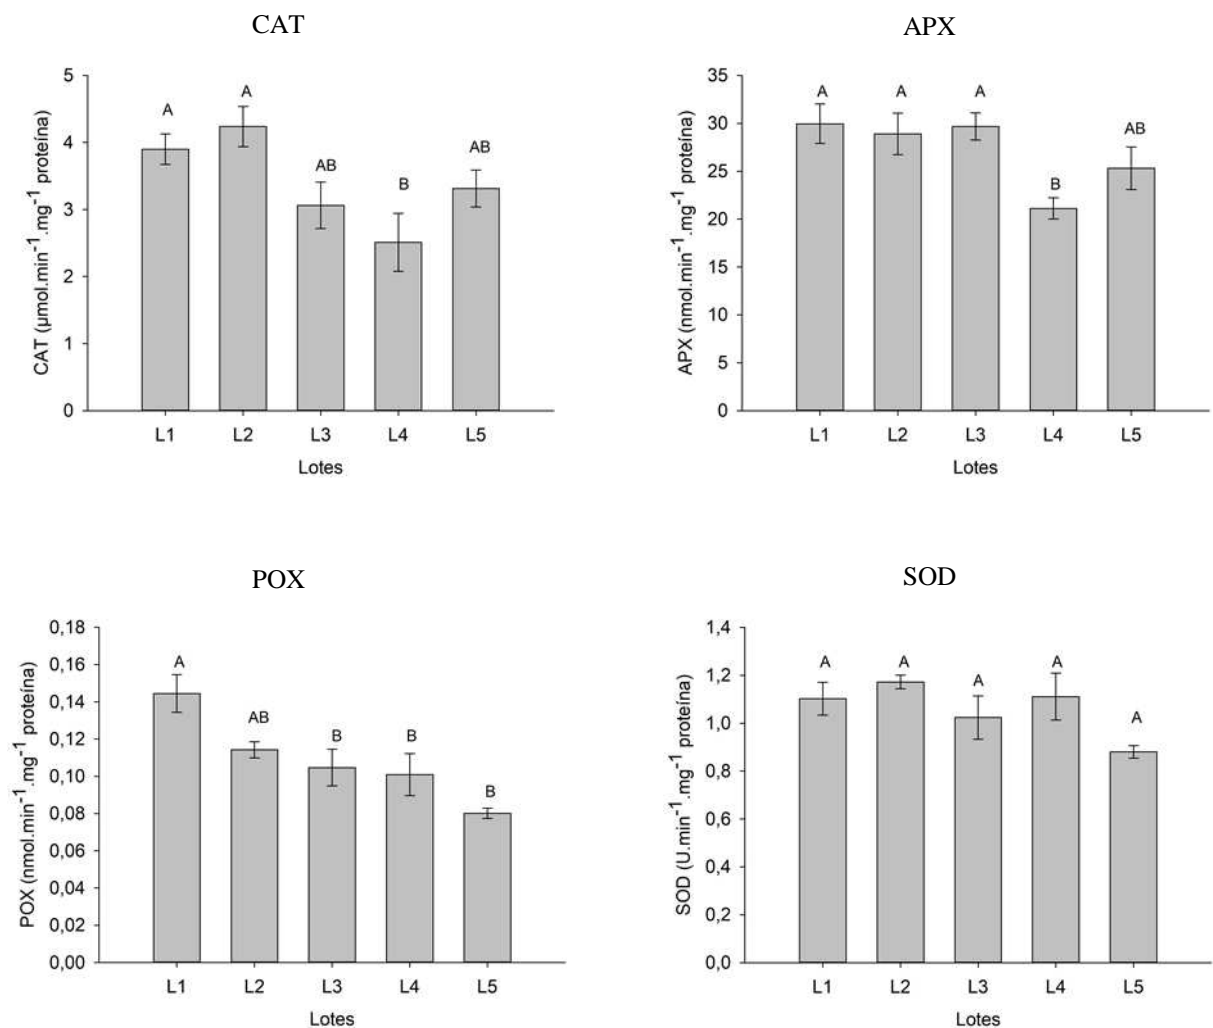 CAT
CAT (µmol.min⁻¹.mg⁻¹ proteína)
5
4
3
2
1
0
A
A
AB
B
AB
L1 L2 L3 L4 L5
Lotes
APX
APX (nmol.min⁻¹.mg⁻¹ proteína)
35
30
25
20
15
10
5
0
A
A
A
B
AB
L1 L2 L3 L4 L5
Lotes
POX
POX (nmol.min⁻¹.mg⁻¹ proteína)
0,18
0,16
0,14
0,12
0,10
0,08
0,06
0,04
0,02
0,00
A
AB
B
B
B
L1 L2 L3 L4 L5
Lotes
SOD
SOD (U.min⁻¹.mg⁻¹ proteína)
1,4
1,2
1,0
0,8
0,6
0,4
0,2
0,0
A
A
A
A
A
L1 L2 L3 L4 L5
Lotes